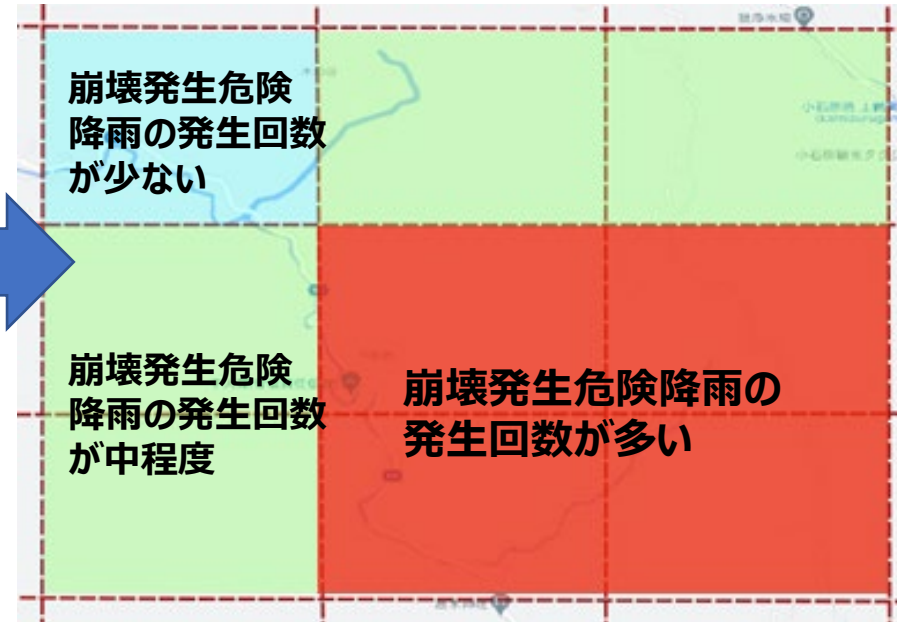 崩壊発生危険
降雨の発生回数
が少ない
崩壊発生危険
降雨の発生回数
が中程度
崩壊発生危険降雨の
発生回数が多い